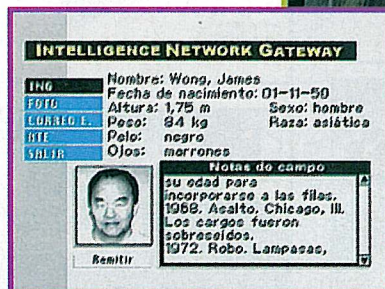 INTELLIGENCE NETWORK GATEWAY
ING
FOTO
CORREO E.
ATE
SALIR
Nombre: Wong, James
Fecha de nacimiento: 01-11-50
Altura: 1,75 m Sexo: hombre
Peso: 84 kg Raza: asiática
Pelo: negro
Ojos: marrones
Remitir
Notas de campo
su edad para
incorporarse a las filas.
1968. Asalto, Chicago, Ill.
Los cargos fueron
sobreseidos.
1972. Robo. Lampasas,